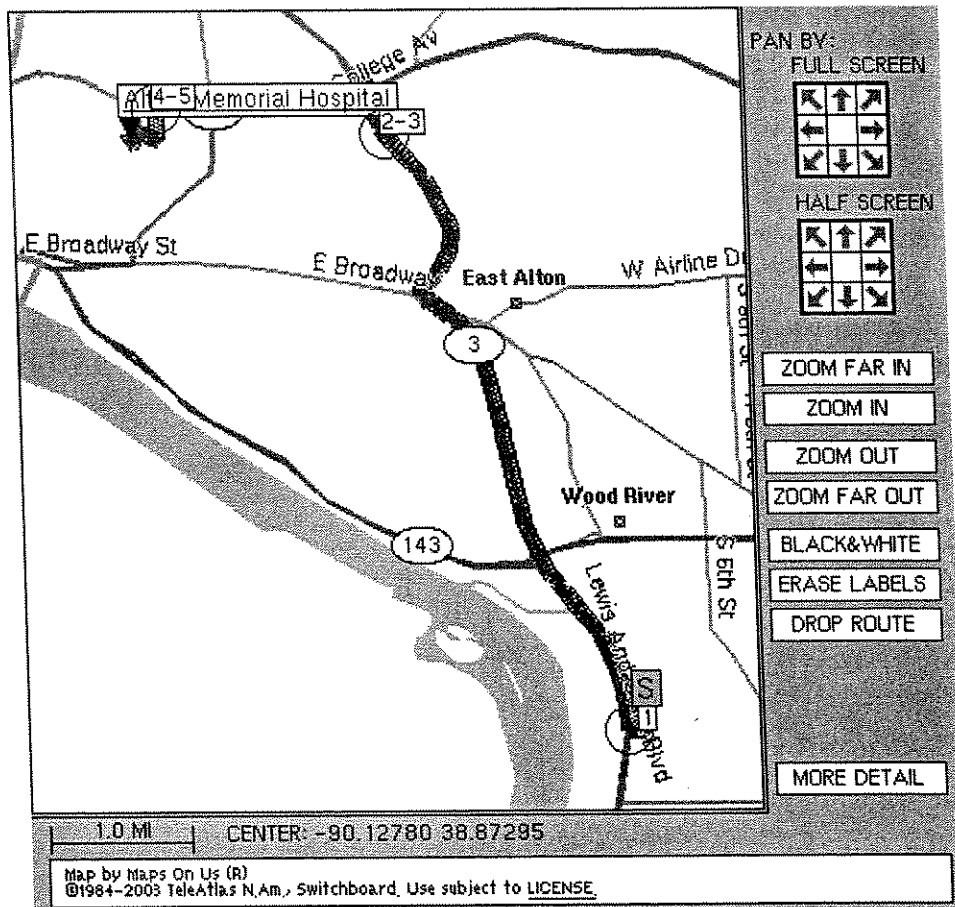 College Av
PAN BY:
FULL SCREEN
4-5 Memorial Hospital
2-3
HALF SCREEN
E Broadway St
E Broadway
East Alton
W Airline Dr
3
ZOOM FAR IN
ZOOM IN
ZOOM OUT
Wood River
ZOOM FAR OUT
143
S 6th St
BLACK&WHITE
ERASE LABELS
DROP ROUTE
Lewis
S
1
Blvd
MORE DETAIL
1.0 MI
CENTER: -90.12780 38.87295
Map by Maps On Us (R)
©1984-2003 TeleAtlas N.Am., Switchboard. Use subject to LICENSE.